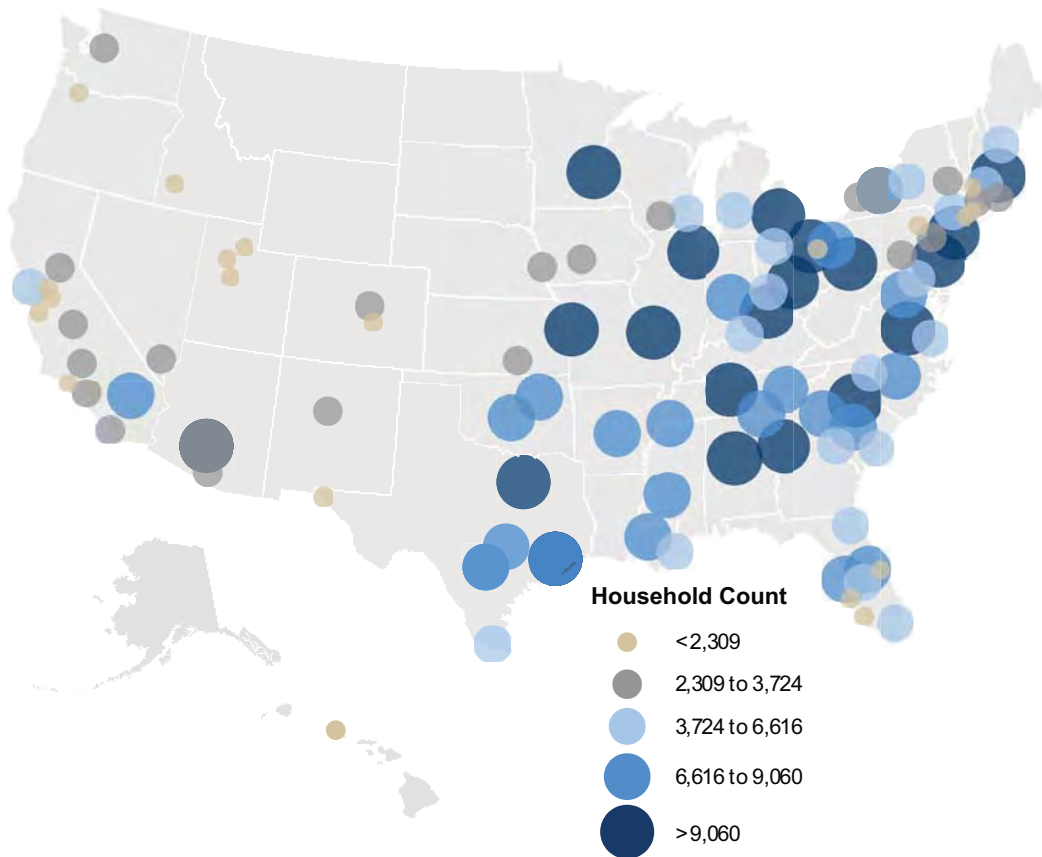 Household Count
<2,309
2,309 to 3,724
3,724 to 6,616
6,616 to 9,060
>9,060